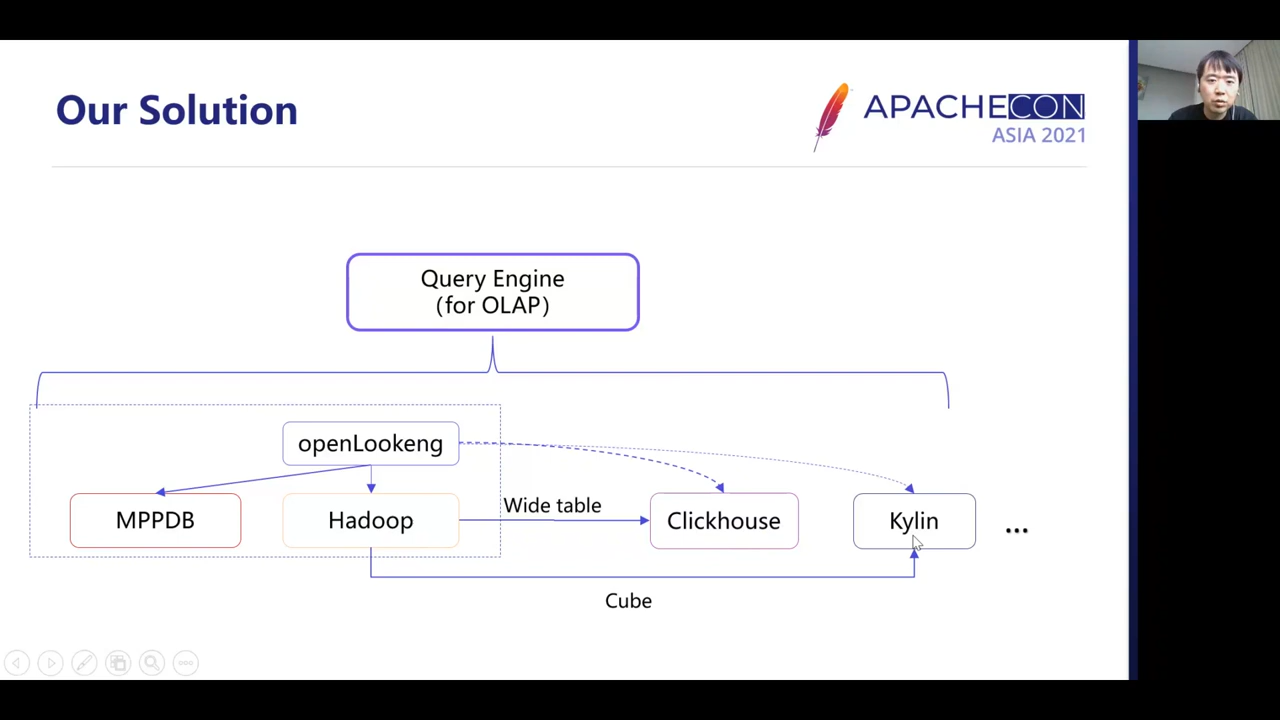 Our Solution
APACHECON
ASIA 2021
Query Engine
(for OLAP)
openLookeng
MPPDB
Hadoop
Wide table
Clickhouse
Kylin
...
Cube